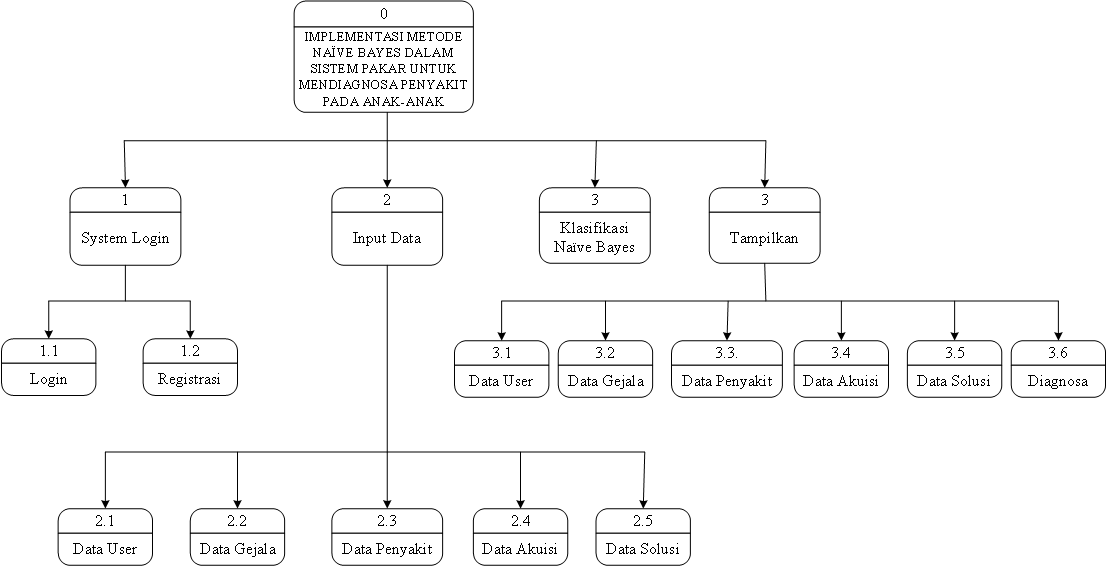 0
IMPLEMENTASI METODE
NAÏVE BAYES DALAM
SISTEM PAKAR UNTUK
MENDIAGNOSA PENYAKIT
PADA ANAK-ANAK
1
System Login
2
Input Data
3
Klasifikasi
Naïve Bayes
3
Tampilkan
1.1
Login
1.2
Registrasi
3.1
Data User
3.2
Data Gejala
3.3.
Data Penyakit
3.4
Data Akuisi
3.5
Data Solusi
3.6
Diagnosa
2.1
Data User
2.2
Data Gejala
2.3
Data Penyakit
2.4
Data Akuisi
2.5
Data Solusi